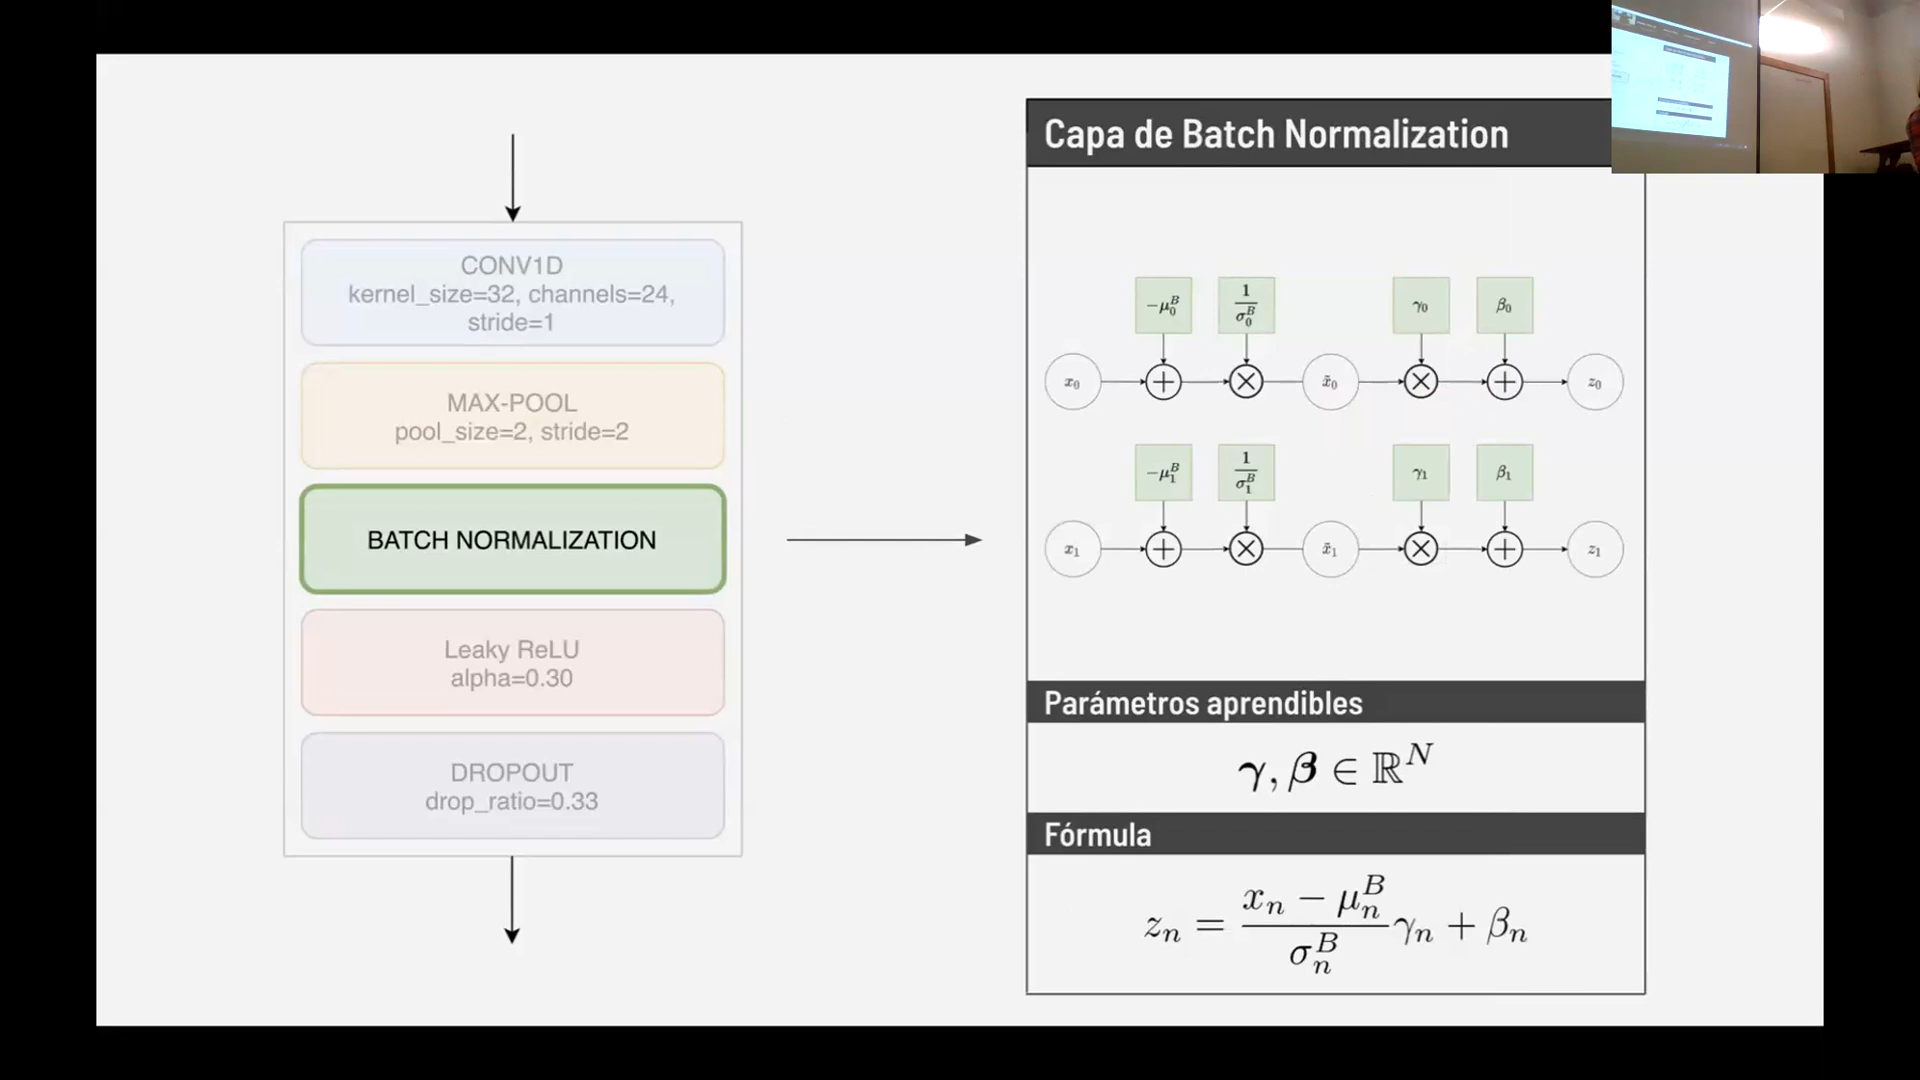 CONV1D
kernel_size=32, channels=24,
stride=1
MAX-POOL
pool_size=2, stride=2
BATCH NORMALIZATION
Leaky ReLU
alpha=0.30
DROPOUT
drop_ratio=0.33
Capa de Batch Normalization
−μ₀ᴮ 1/σ₀ᴮ γ₀ β₀
x₀ + × x̃₀ × + z₀
−μ₁ᴮ 1/σ₁ᴮ γ₁ β₁
x₁ + × x̃₁ × + z₁
Parámetros aprendibles
γ, β ∈ ℝᴺ
Fórmula
zₙ = (xₙ − μₙᴮ)/σₙᴮ γₙ + βₙ